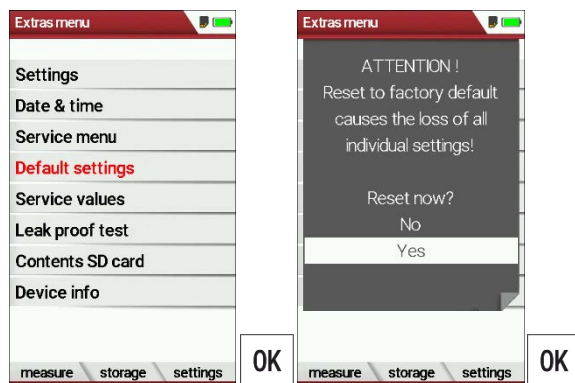 Extras menu
Settings
Date & time
Service menu
Default settings
Service values
Leak proof test
Contents SD card
Device info
measure storage settings
OK
Extras menu
ATTENTION !
Reset to factory default
causes the loss of all
individual settings!
Reset now?
No
Yes
measure storage settings
OK